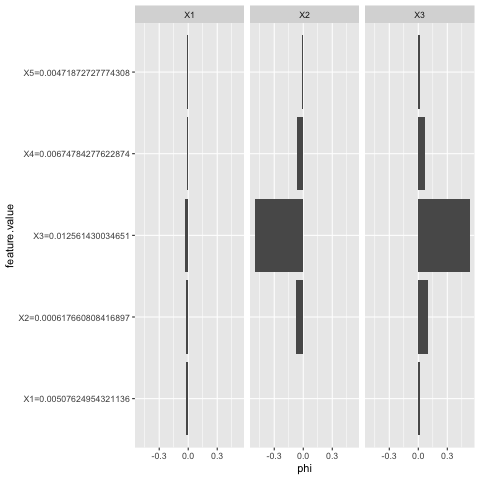 X1 X2 X3
X5=0.00471872727774308
X4=0.00674784277622874
X3=0.012561430034651
X2=0.000617660808416897
X1=0.00507624954321136
feature.value
-0.3 0.0 0.3 -0.3 0.0 0.3 -0.3 0.0 0.3
phi